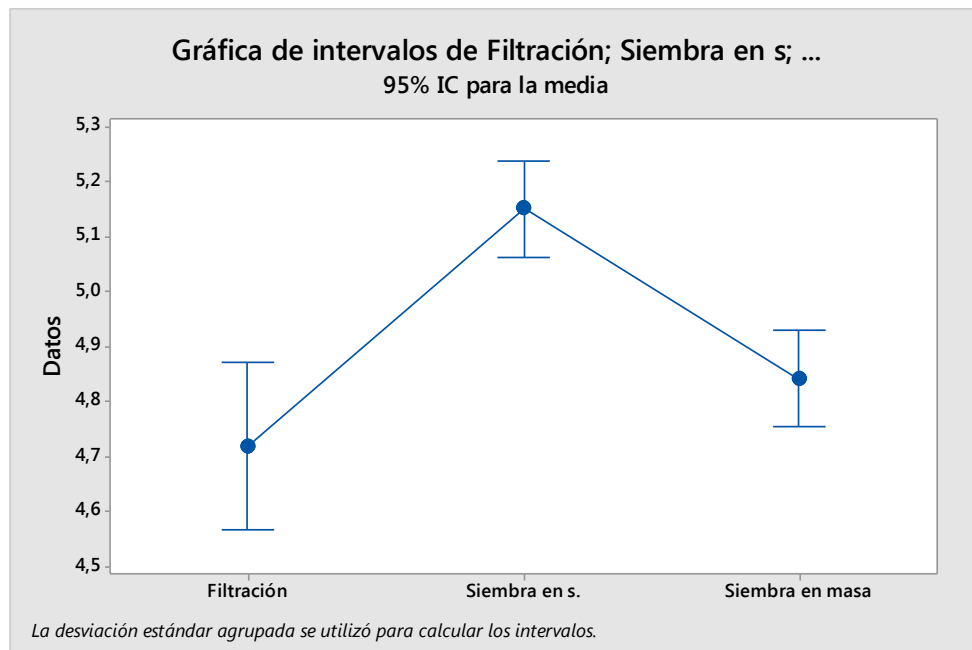 Gráfica de intervalos de Filtración; Siembra en s; ...
95% IC para la media
5,3
5,2
5,1
5,0
4,9
4,8
4,7
4,6
4,5
Datos
Filtración
Siembra en s.
Siembra en masa
La desviación estándar agrupada se utilizó para calcular los intervalos.